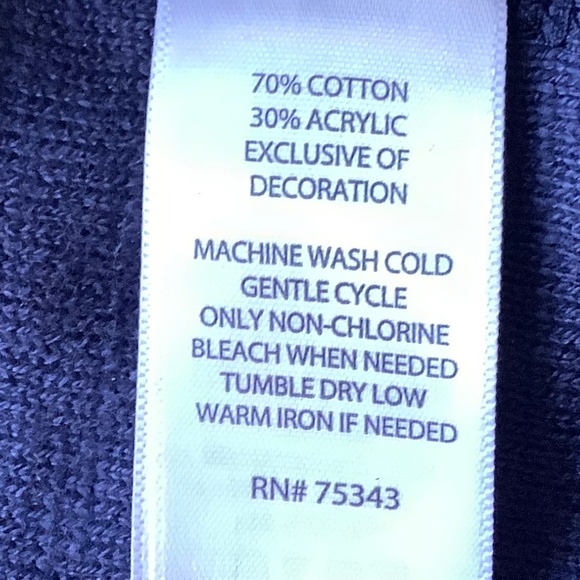 70% COTTON
30% ACRYLIC
EXCLUSIVE OF
DECORATION
MACHINE WASH COLD
GENTLE CYCLE
ONLY NON-CHLORINE
BLEACH WHEN NEEDED
TUMBLE DRY LOW
WARM IRON IF NEEDED
RN# 75343